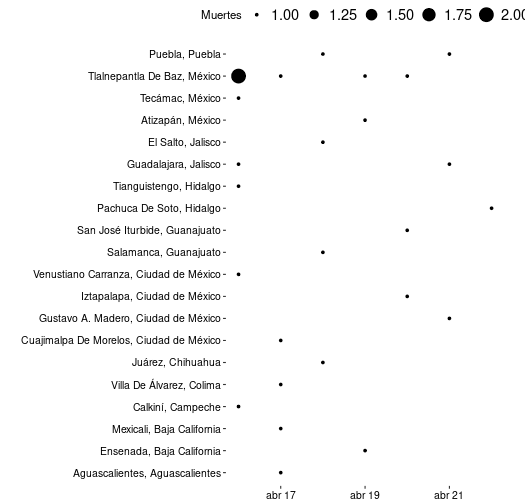 Muertes 1.00 1.25 1.50 1.75 2.00
Puebla, Puebla
Tlalnepantla De Baz, México
Tecámac, México
Atizapán, México
El Salto, Jalisco
Guadalajara, Jalisco
Tianguistengo, Hidalgo
Pachuca De Soto, Hidalgo
San José Iturbide, Guanajuato
Salamanca, Guanajuato
Venustiano Carranza, Ciudad de México
Iztapalapa, Ciudad de México
Gustavo A. Madero, Ciudad de México
Cuajimalpa De Morelos, Ciudad de México
Juárez, Chihuahua
Villa De Álvarez, Colima
Calkiní, Campeche
Mexicali, Baja California
Ensenada, Baja California
Aguascalientes, Aguascalientes
abr 17 abr 19 abr 21